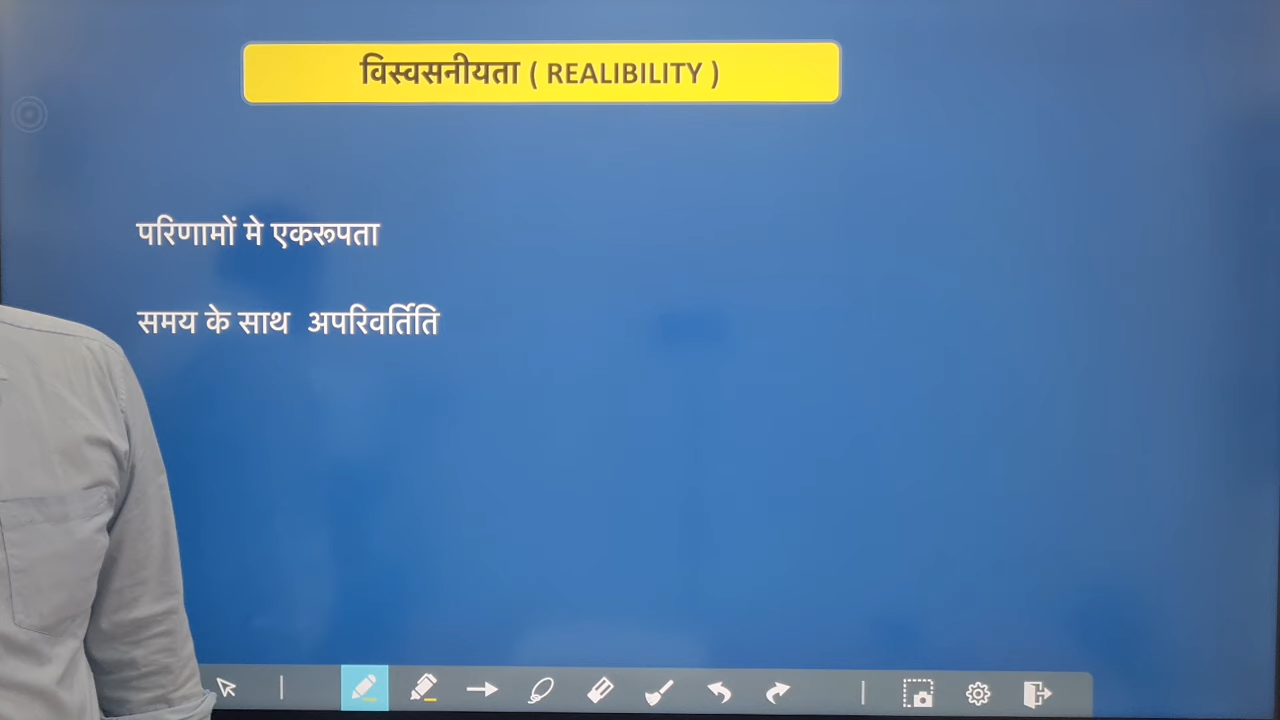 विस्वसनीयता ( REALIBILITY )
परिणामों मे एकरूपता
समय के साथ अपरिवर्तिति